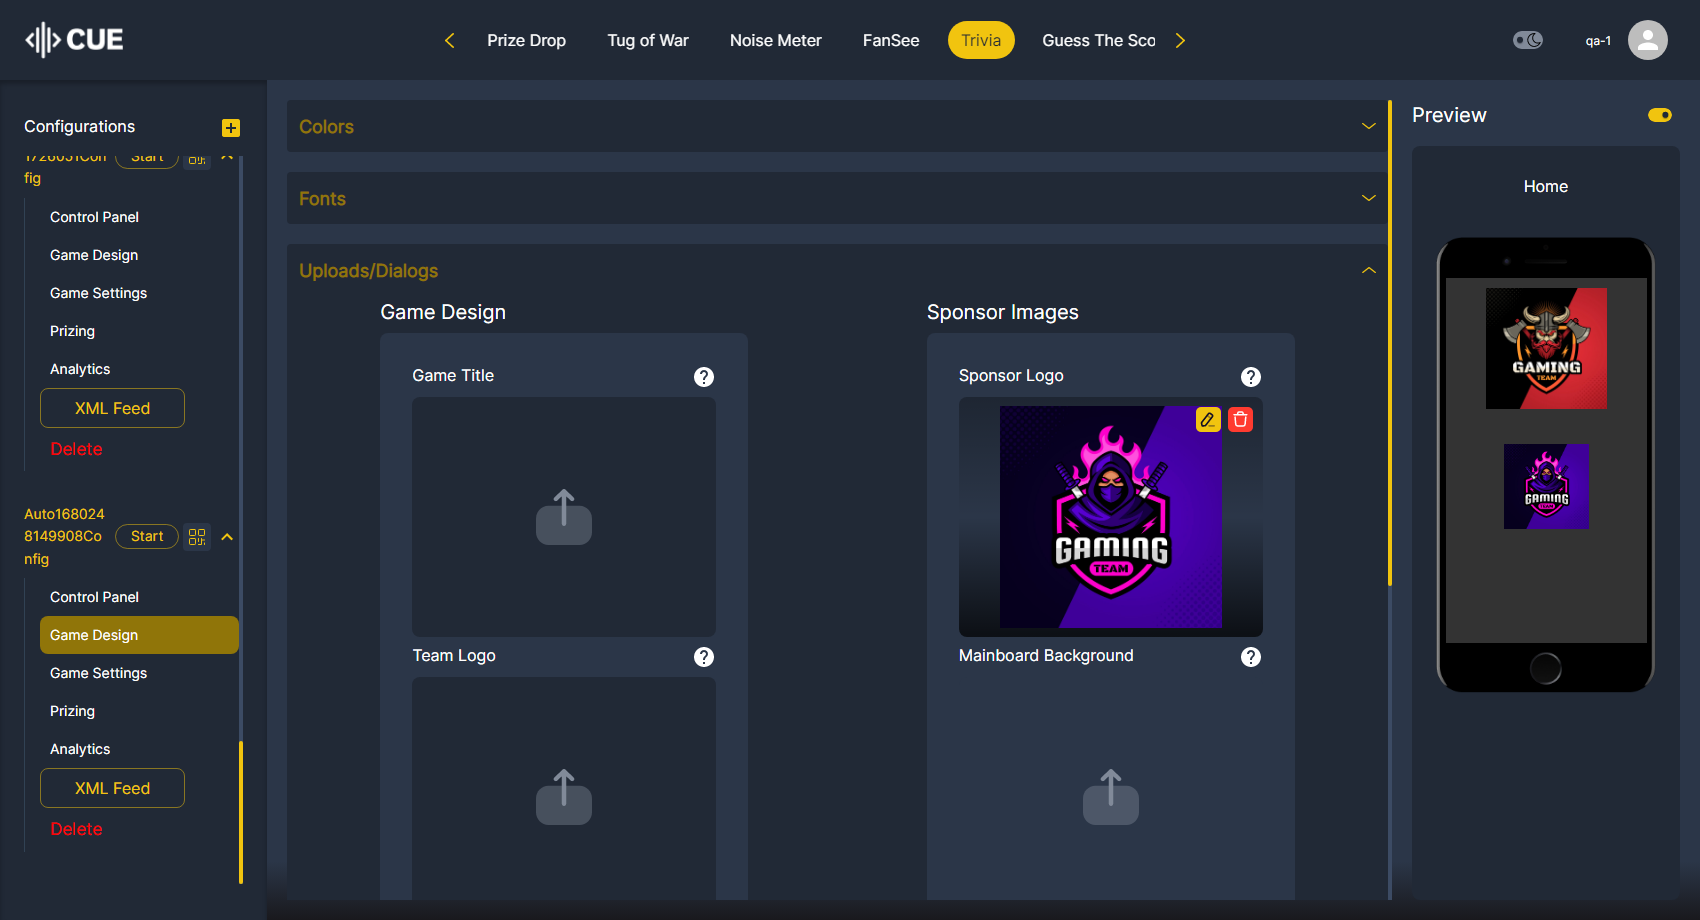 CUE
Prize Drop
Tug of War
Noise Meter
FanSee
Trivia
Guess The Sco
qa-1
Configurations
1726051Con
fig
Start
Control Panel
Game Design
Game Settings
Prizing
Analytics
XML Feed
Delete
Auto168024
8149908Co
nfig
Start
Control Panel
Game Design
Game Settings
Prizing
Analytics
XML Feed
Delete
Colors
Fonts
Uploads/Dialogs
Game Design
Game Title
?
Team Logo
?
Sponsor Images
Sponsor Logo
?
GAMING
TEAM
Mainboard Background
?
Preview
Home
GAMING
TEAM
GAMING
TEAM